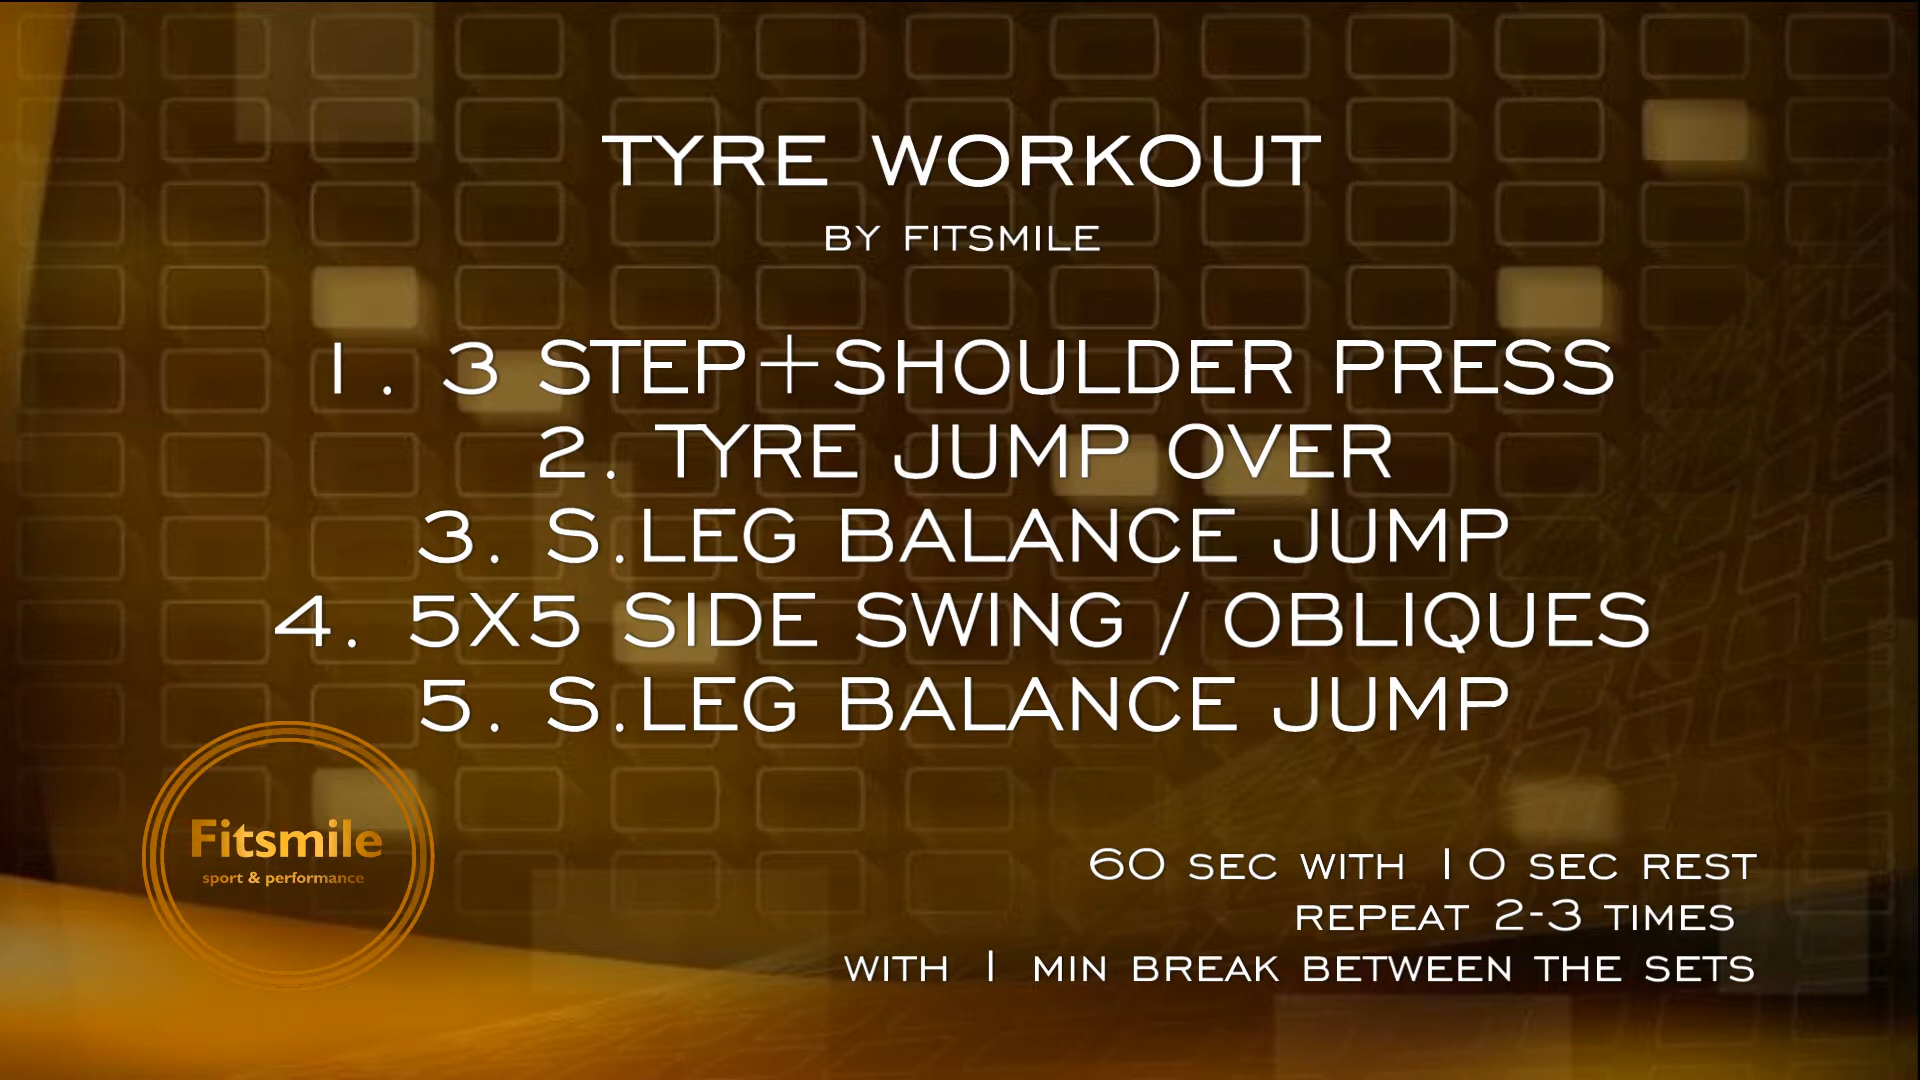 TYRE WORKOUT
BY FITSMILE
1. 3 STEP+SHOULDER PRESS
2. TYRE JUMP OVER
3. S.LEG BALANCE JUMP
4. 5X5 SIDE SWING / OBLIQUES
5. S.LEG BALANCE JUMP
Fitsmile
sport & performance
60 SEC WITH 10 SEC REST
REPEAT 2-3 TIMES
WITH 1 MIN BREAK BETWEEN THE SETS